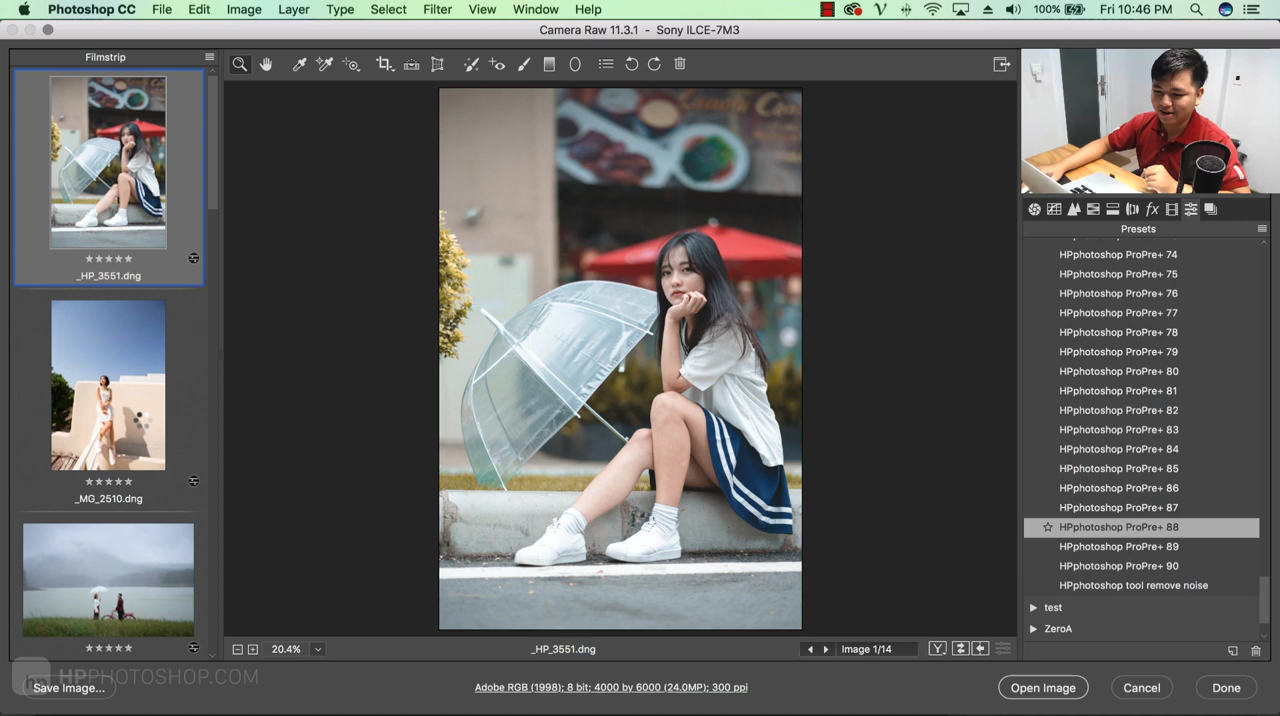 Photoshop CC File Edit Image Layer Type Select Filter View Window Help 100% Fri 10:46 PM
Camera Raw 11.3.1 - Sony ILCE-7M3
Filmstrip
_HP_3551.dng
_MG_2510.dng
20.4%
_HP_3551.dng
Image 1/14
Presets
HPphotoshop ProPre+ 74
HPphotoshop ProPre+ 75
HPphotoshop ProPre+ 76
HPphotoshop ProPre+ 77
HPphotoshop ProPre+ 78
HPphotoshop ProPre+ 79
HPphotoshop ProPre+ 80
HPphotoshop ProPre+ 81
HPphotoshop ProPre+ 82
HPphotoshop ProPre+ 83
HPphotoshop ProPre+ 84
HPphotoshop ProPre+ 85
HPphotoshop ProPre+ 86
HPphotoshop ProPre+ 87
HPphotoshop ProPre+ 88
HPphotoshop ProPre+ 89
HPphotoshop ProPre+ 90
HPphotoshop tool remove noise
test
ZeroA
HPPHOTOSHOP.COM
Save Image...
Adobe RGB (1998); 8 bit; 4000 by 6000 (24.0MP); 300 ppi
Open Image
Cancel
Done